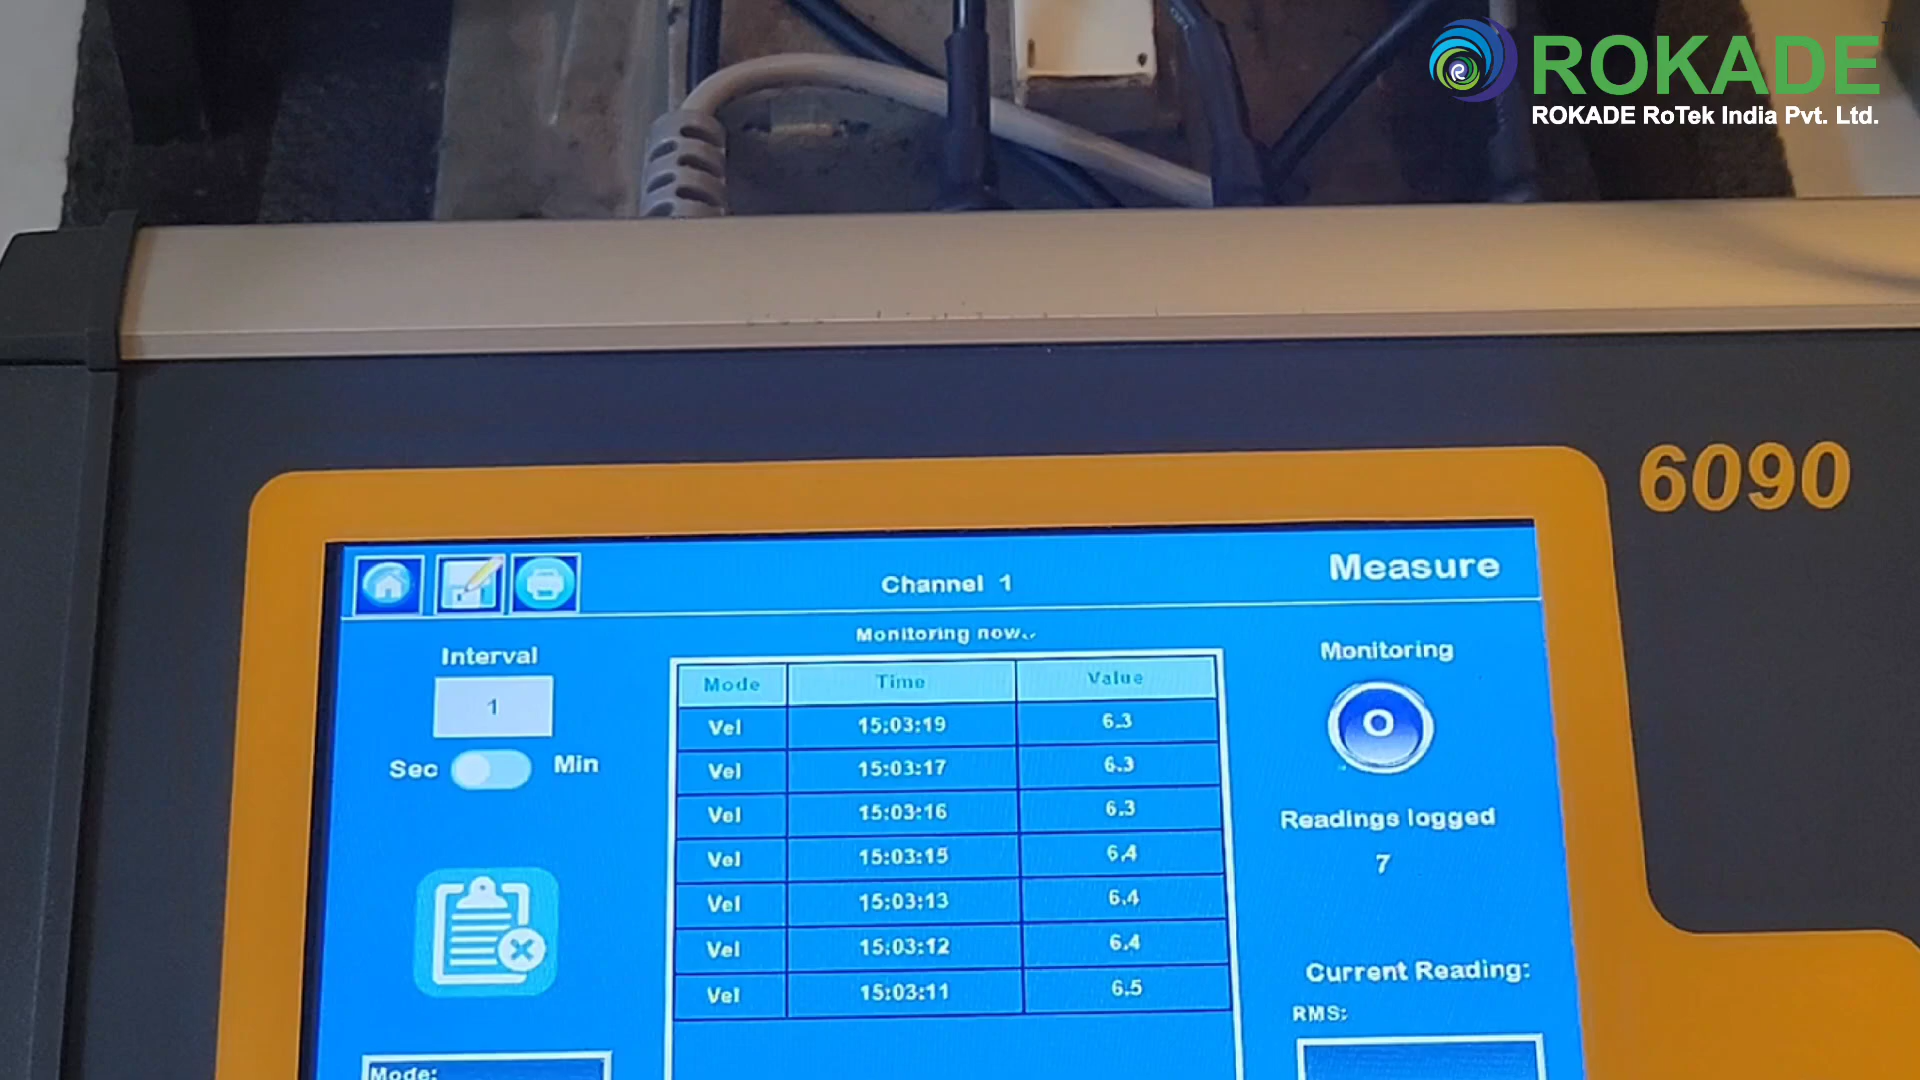 ROKADE
TM
ROKADE RoTek India Pvt. Ltd.
6090
Channel 1
Measure
Monitoring now..
Interval
1
Sec Min
Mode Time Value
Vel 15:03:19 6.3
Vel 15:03:17 6.3
Vel 15:03:16 6.3
Vel 15:03:15 6.4
Vel 15:03:13 6.4
Vel 15:03:12 6.4
Vel 15:03:11 6.5
Monitoring
Readings logged
7
Current Reading:
RMS:
Mode: